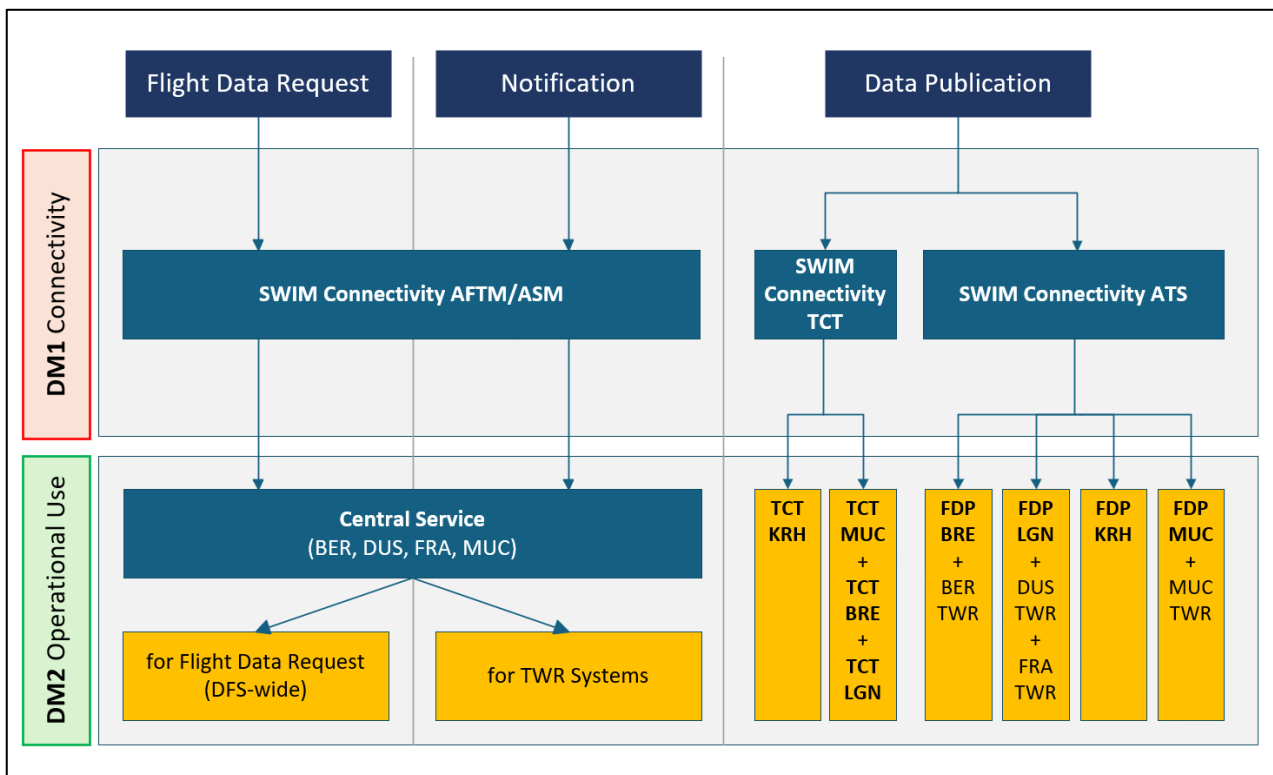 Flight Data Request
Notification
Data Publication
DM1 Connectivity
SWIM Connectivity AFTM/ASM
SWIM
Connectivity
TCT
SWIM Connectivity ATS
DM2 Operational Use
Central Service
(BER, DUS, FRA, MUC)
for Flight Data Request
(DFS-wide)
for TWR Systems
TCT
KRH
TCT
MUC
+
TCT
BRE
+
TCT
LGN
FDP
BRE
+
BER
TWR
FDP
LGN
+
DUS
TWR
+
FRA
TWR
FDP
KRH
FDP
MUC
+
MUC
TWR